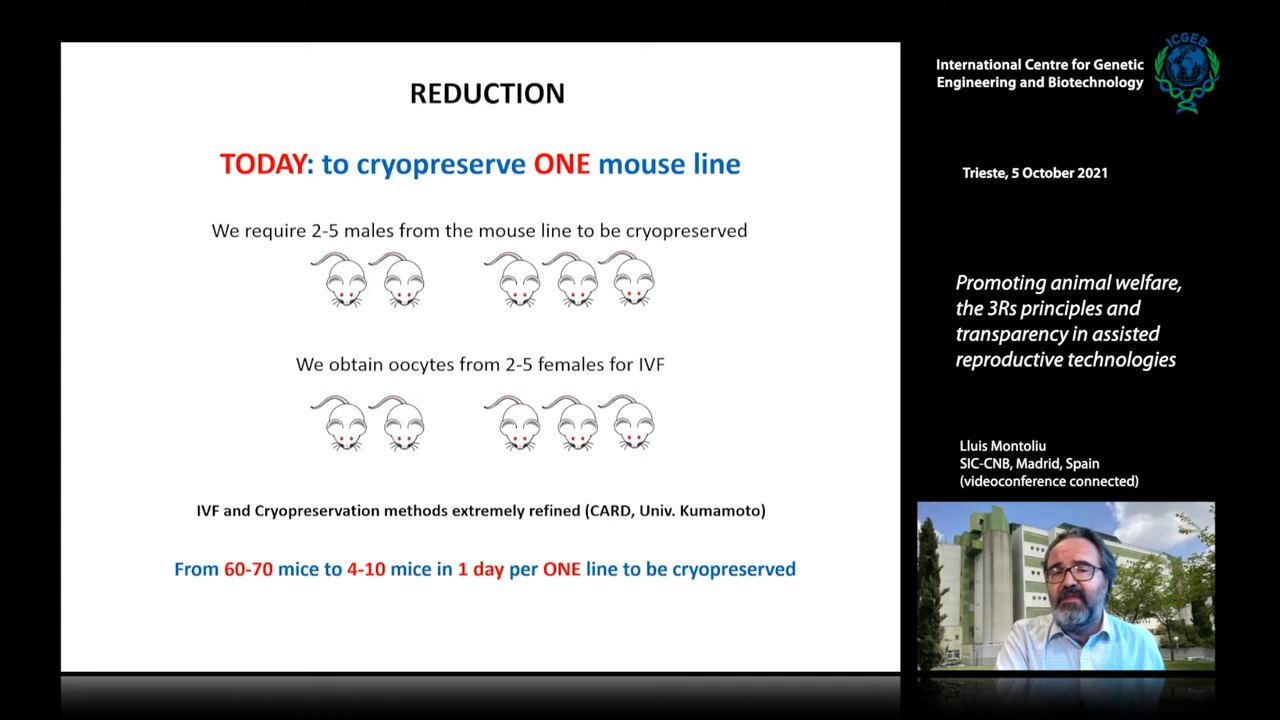 REDUCTION
TODAY: to cryopreserve ONE mouse line
We require 2-5 males from the mouse line to be cryopreserved
We obtain oocytes from 2-5 females for IVF
IVF and Cryopreservation methods extremely refined (CARD, Univ. Kumamoto)
From 60-70 mice to 4-10 mice in 1 day per ONE line to be cryopreserved
International Centre for Genetic
Engineering and Biotechnology
ICGEB
Trieste, 5 October 2021
Promoting animal welfare,
the 3Rs principles and
transparency in assisted
reproductive technologies
Lluis Montoliu
SIC-CNB, Madrid, Spain
(videoconference connected)